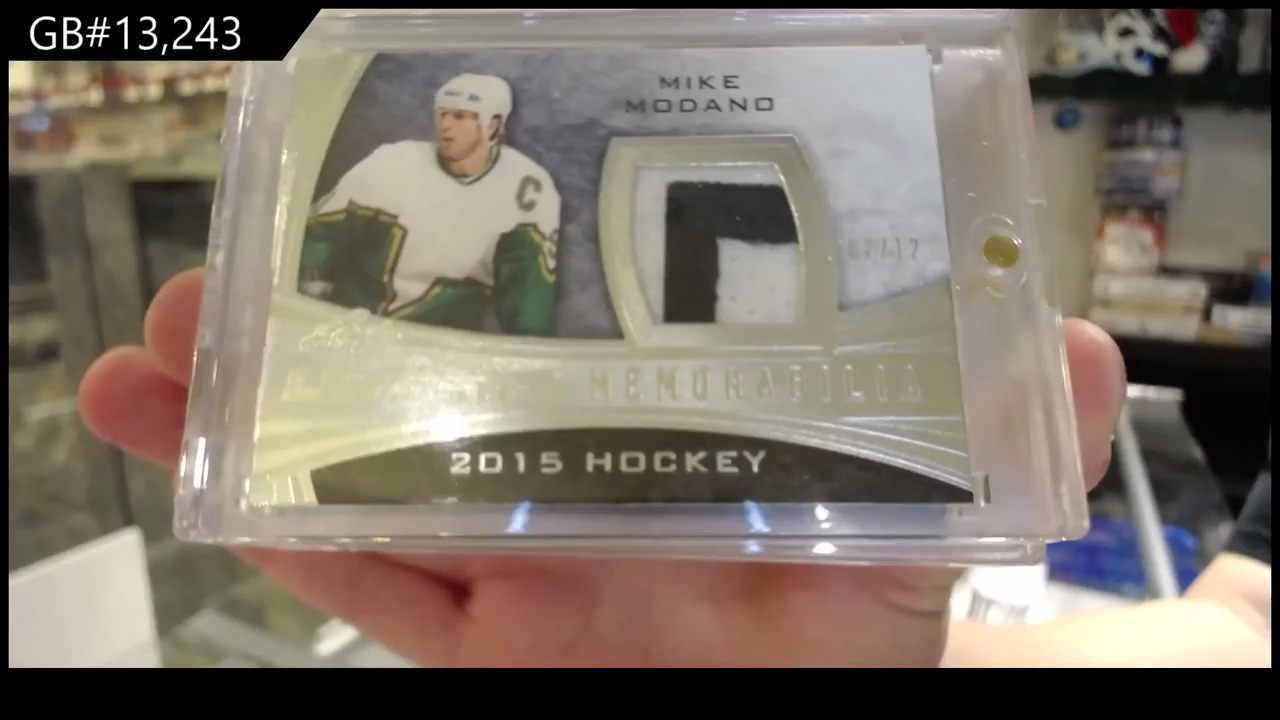 GB#13,243
MIKE
MODANO
C
MEMORABILIA
2015 HOCKEY